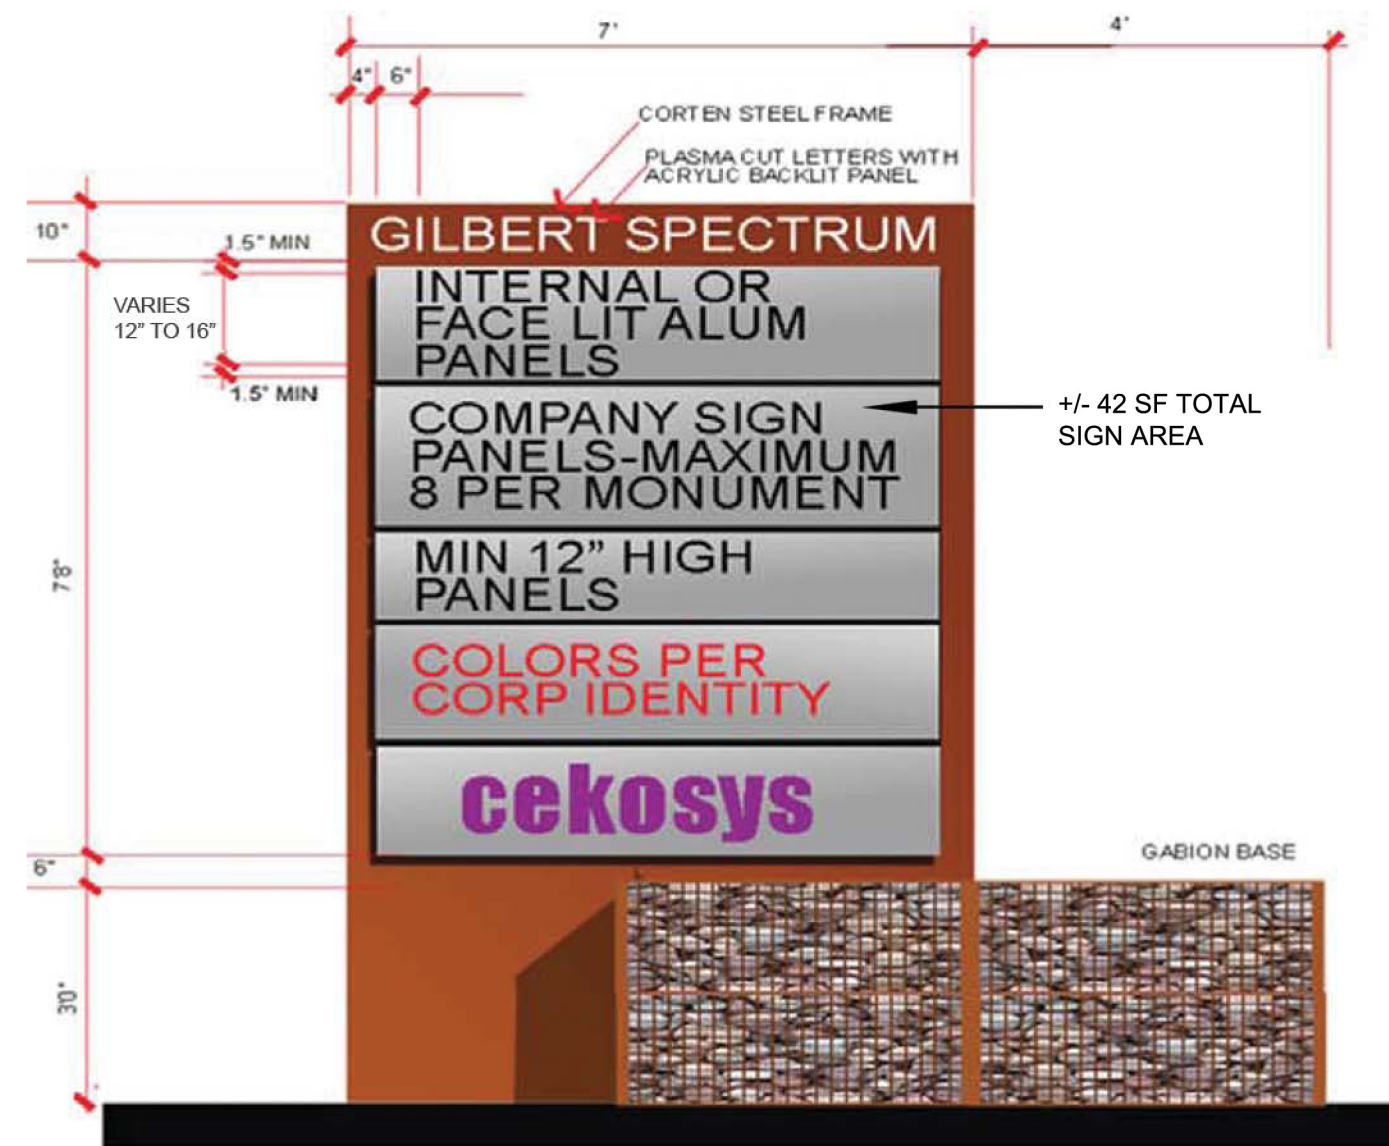 7'
4'
4"
6"
CORTEN STEEL FRAME
PLASMA CUT LETTERS WITH
ACRYLIC BACKLIT PANEL
10"
1.5" MIN
VARIES
12" TO 16"
1.5" MIN
GILBERT SPECTRUM
INTERNAL OR
FACE LIT ALUM
PANELS
COMPANY SIGN
PANELS-MAXIMUM
8 PER MONUMENT
+/- 42 SF TOTAL
SIGN AREA
MIN 12” HIGH
PANELS
7'8"
COLORS PER
CORP IDENTITY
cekosys
6"
GABION BASE
3'0"